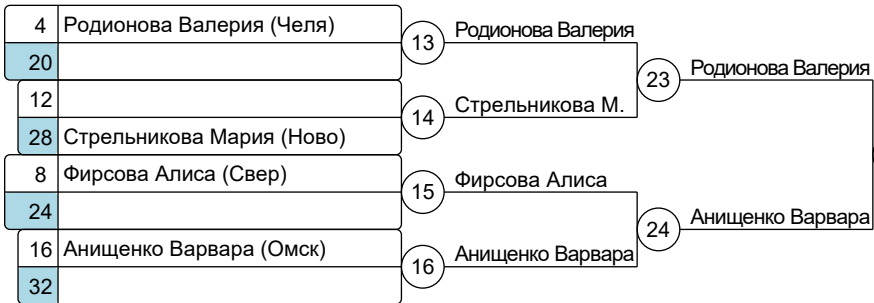 4 Родионова Валерия (Челя)
13 Родионова Валерия
20
23 Родионова Валерия
12
14 Стрельникова М.
28 Стрельникова Мария (Ново)
8 Фирсова Алиса (Свер)
15 Фирсова Алиса
24
24 Анищенко Варвара
16 Анищенко Варвара (Омск)
16 Анищенко Варвара
32